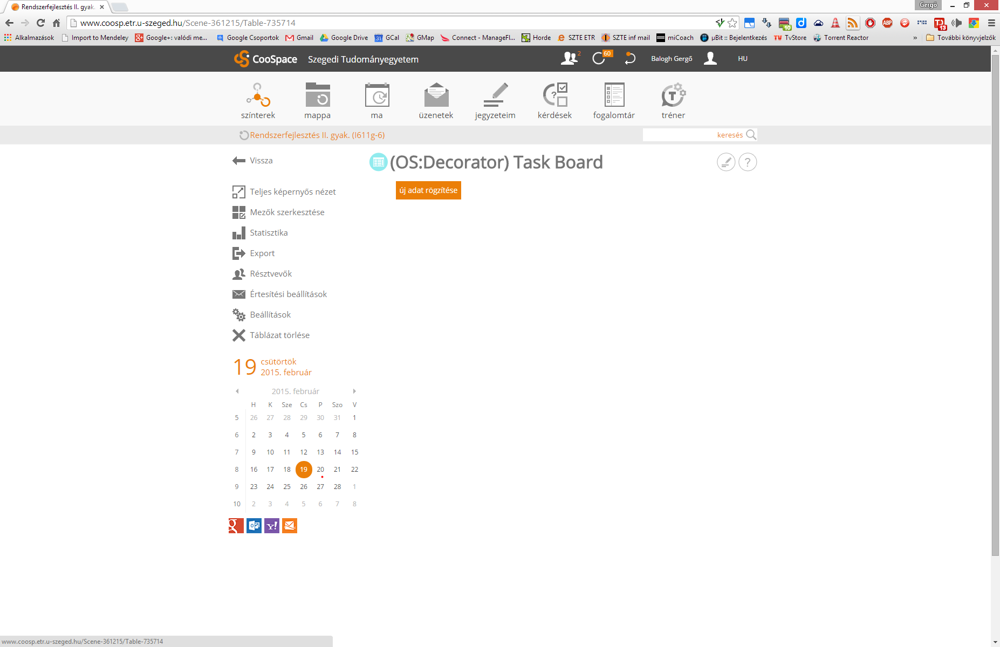 Rendszerfejlesztés II. gyak.
Gergő
www.coosp.etr.u-szeged.hu/Scene-361215/Table-735714
10
13
Alkalmazások Import to Mendeley Google+: valódi me... Google Csoportok Gmail Google Drive GCal GMap Connect - ManageFl... Horde SZTE ETR SZTE inf mail miCoach µBit :: Bejelentkezés TvStore Torrent Reactor » További könyvjelzők
CooSpace Szegedi Tudományegyetem 2 60 Balogh Gergő HU
színterek mappa ma üzenetek jegyzeteim kérdések fogalomtár tréner
Rendszerfejlesztés II. gyak. (I611g-6) keresés
Vissza
(OS:Decorator) Task Board
új adat rögzítése
Teljes képernyős nézet
Mezők szerkesztése
Statisztika
Export
Résztvevők
Értesítési beállítások
Beállítások
Táblázat törlése
19 csütörtök
2015. február
2015. február
H K Sze Cs P Szo V
5 26 27 28 29 30 31 1
6 2 3 4 5 6 7 8
7 9 10 11 12 13 14 15
8 16 17 18 19 20 21 22
9 23 24 25 26 27 28 1
10 2 3 4 5 6 7 8
www.coosp.etr.u-szeged.hu/Scene-361215/Table-735714